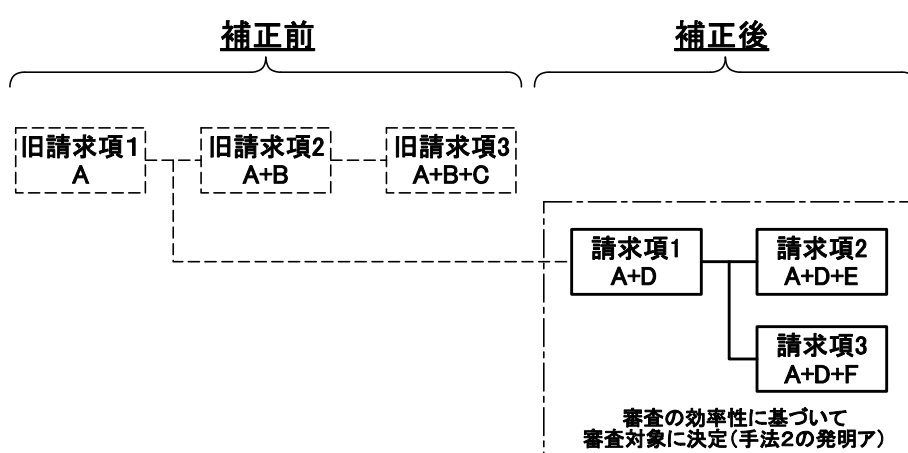 補正前
補正後
旧請求項1
A
旧請求項2
A+B
旧請求項3
A+B+C
請求項1
A+D
請求項2
A+D+E
請求項3
A+D+F
審査の効率性に基づいて
審査対象に決定(手法2の発明ア)